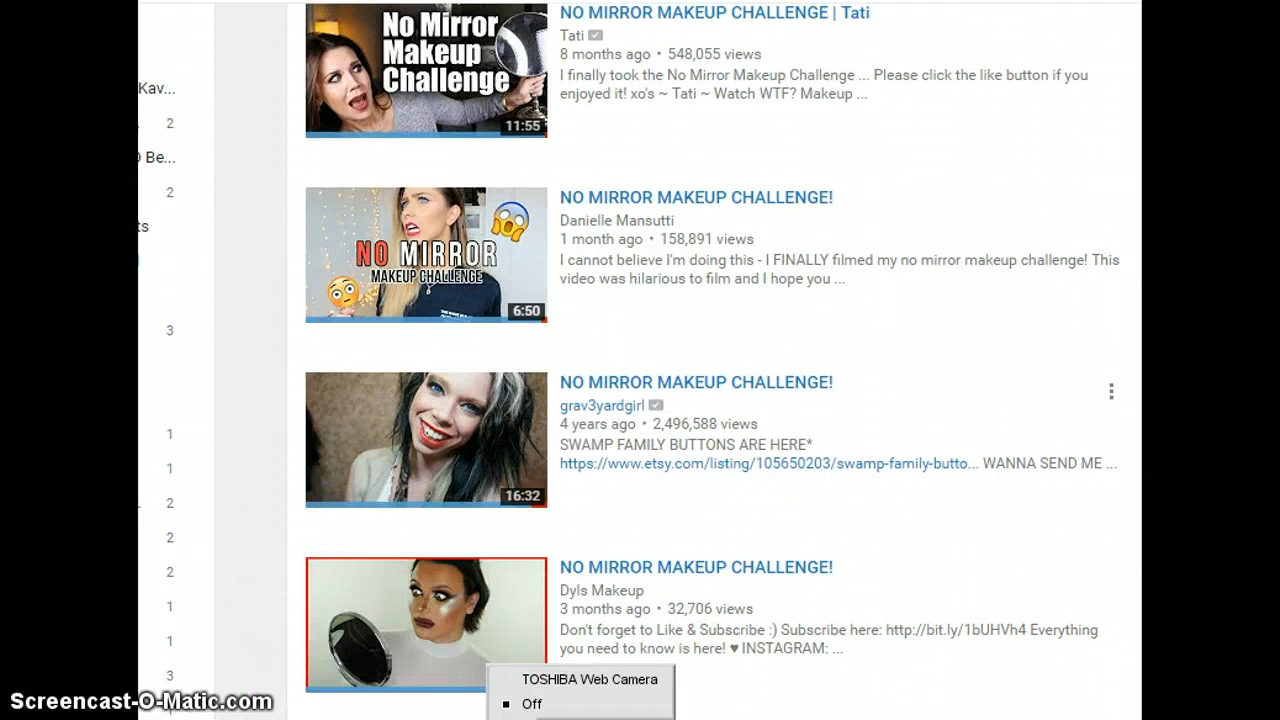 No Mirror
Makeup
Challenge
11:55
NO MIRROR MAKEUP CHALLENGE | Tati
Tati
8 months ago • 548,055 views
I finally took the No Mirror Makeup Challenge ... Please click the like button if you
enjoyed it! xo's ~ Tati ~ Watch WTF? Makeup ...
Kav...
2
Be...
2
ts
3
1
1
2
2
2
1
1
3
NO MIRROR
MAKEUP CHALLENGE
6:50
NO MIRROR MAKEUP CHALLENGE!
Danielle Mansutti
1 month ago • 158,891 views
I cannot believe I'm doing this - I FINALLY filmed my no mirror makeup challenge! This
video was hilarious to film and I hope you ...
16:32
NO MIRROR MAKEUP CHALLENGE!
grav3yardgirl
4 years ago • 2,496,588 views
SWAMP FAMILY BUTTONS ARE HERE*
https://www.etsy.com/listing/105650203/swamp-family-butto... WANNA SEND ME ...
NO MIRROR MAKEUP CHALLENGE!
Dyls Makeup
3 months ago • 32,706 views
Don't forget to Like & Subscribe :) Subscribe here: http://bit.ly/1bUHVh4 Everything
you need to know is here! ♥ INSTAGRAM: ...
TOSHIBA Web Camera
Off
Screencast-O-Matic.com